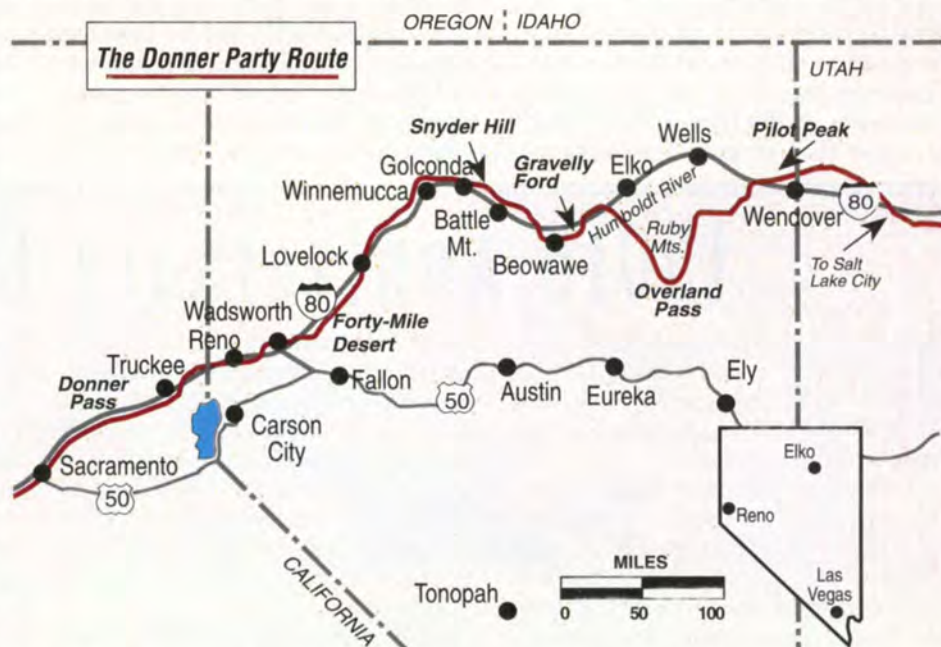 OREGON IDAHO
The Donner Party Route
UTAH
Snyder Hill
Wells
Pilot Peak
Golconda
Gravelly
Ford
Elko
Winnemucca
Humboldt River
80
Wendover
Battle
Mt.
Ruby
Mts.
Lovelock
Beowawe
To Salt
Lake City
80
Overland
Pass
Wadsworth
Forty-Mile
Desert
Reno
Truckee
Fallon
Austin
Eureka
Ely
Donner
Pass
50
Carson
City
Sacramento
50
Elko
Reno
Las
Vegas
CALIFORNIA
MILES
0 50 100
Tonopah